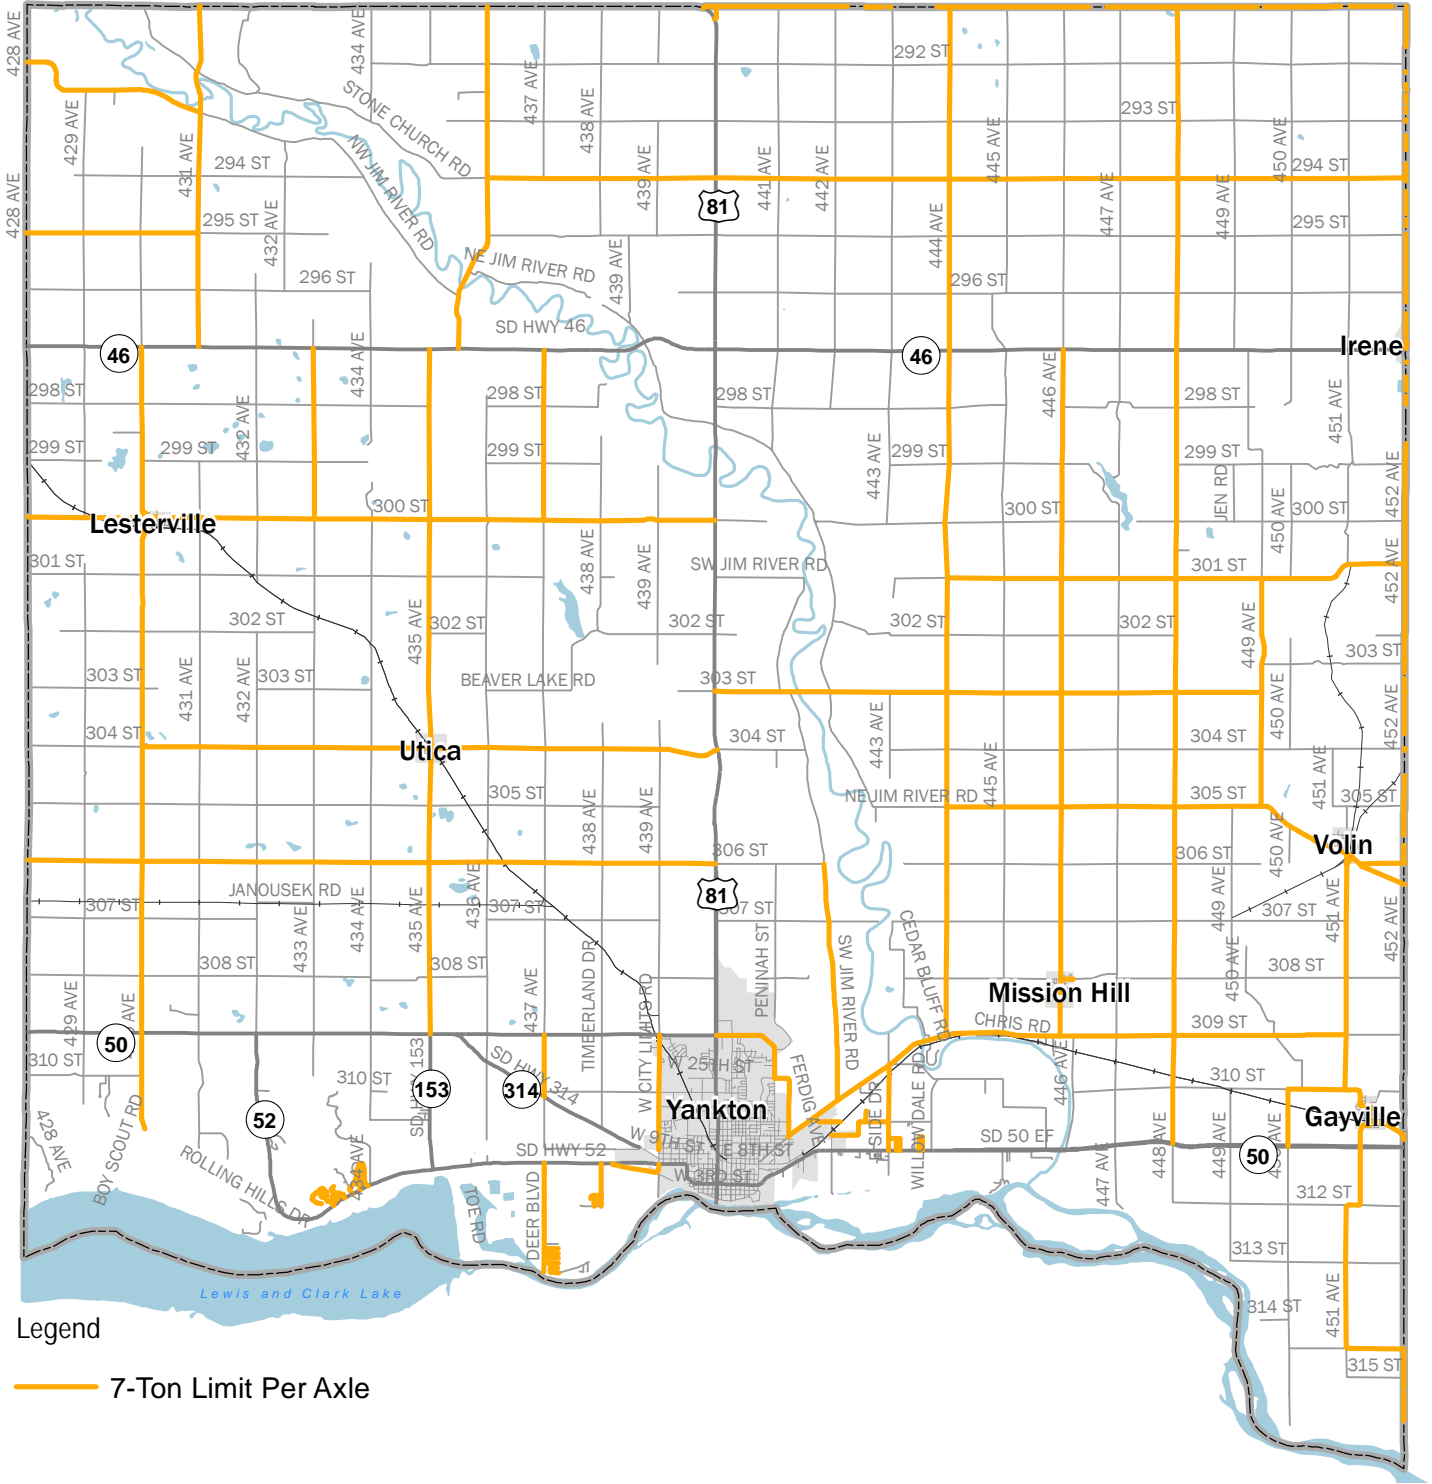 428 AVE
434 AVE
292 ST
437 AVE
STONE CHURCH RD
438 AVE
293 ST
429 AVE
431 AVE
294 ST
NW JIM RIVER RD
439 AVE
441 AVE
442 AVE
445 AVE
450 AVE
294 ST
428 AVE
295 ST
432 AVE
81
444 AVE
447 AVE
449 AVE
295 ST
296 ST
NE JIM RIVER RD
439 AVE
296 ST
SD HWY 46
46
46
Irene
434 AVE
446 AVE
298 ST
298 ST
298 ST
298 ST
432 AVE
451 AVE
299 ST
299 ST
299 ST
443 AVE
299 ST
299 ST
452 AVE
JEN RD
300 ST
300 ST
450 AVE
300 ST
Lesterville
301 ST
438 AVE
439 AVE
SW JIM RIVER RD
301 ST
452 AVE
302 ST
435 AVE
302 ST
302 ST
302 ST
302 ST
449 AVE
303 ST
303 ST
431 AVE
432 AVE
303 ST
BEAVER LAKE RD
303 ST
450 AVE
452 AVE
304 ST
Utica
304 ST
443 AVE
445 AVE
304 ST
451 AVE
305 ST
438 AVE
439 AVE
NE JIM RIVER RD
305 ST
305 ST
Volin
306 ST
306 ST
450 AVE
JANOUSEK RD
81
307 ST
433 AVE
434 AVE
435 AVE
433 AVE
307 ST
307 ST
PENINNAH ST
CEDAR BLUFF RD
449 AVE
307 ST
451 AVE
452 AVE
308 ST
308 ST
437 AVE
TIMBERLAND DR
W CITY LIMITS RD
SW JIM RIVER RD
Mission Hill
450 AVE
308 ST
429 AVE
50
CHRIS RD
309 ST
310 ST
310 ST
SD HWY 153
153
SD HWY 314
314
W 25TH ST
FERDIG AVE
WILLOWDALE RD
446 AVE
310 ST
428 AVE
BOY SCOUT RD
52
Yankton
Gayville
ROLLING HILLS DR
434 AVE
SD HWY 52
W 9TH ST
E 8TH ST
W 3RD ST
SD 50 EF
447 AVE
448 AVE
449 AVE
50
312 ST
TOE RD
DEER BLVD
313 ST
Lewis and Clark Lake
314 ST
451 AVE
315 ST
Legend
7-Ton Limit Per Axle